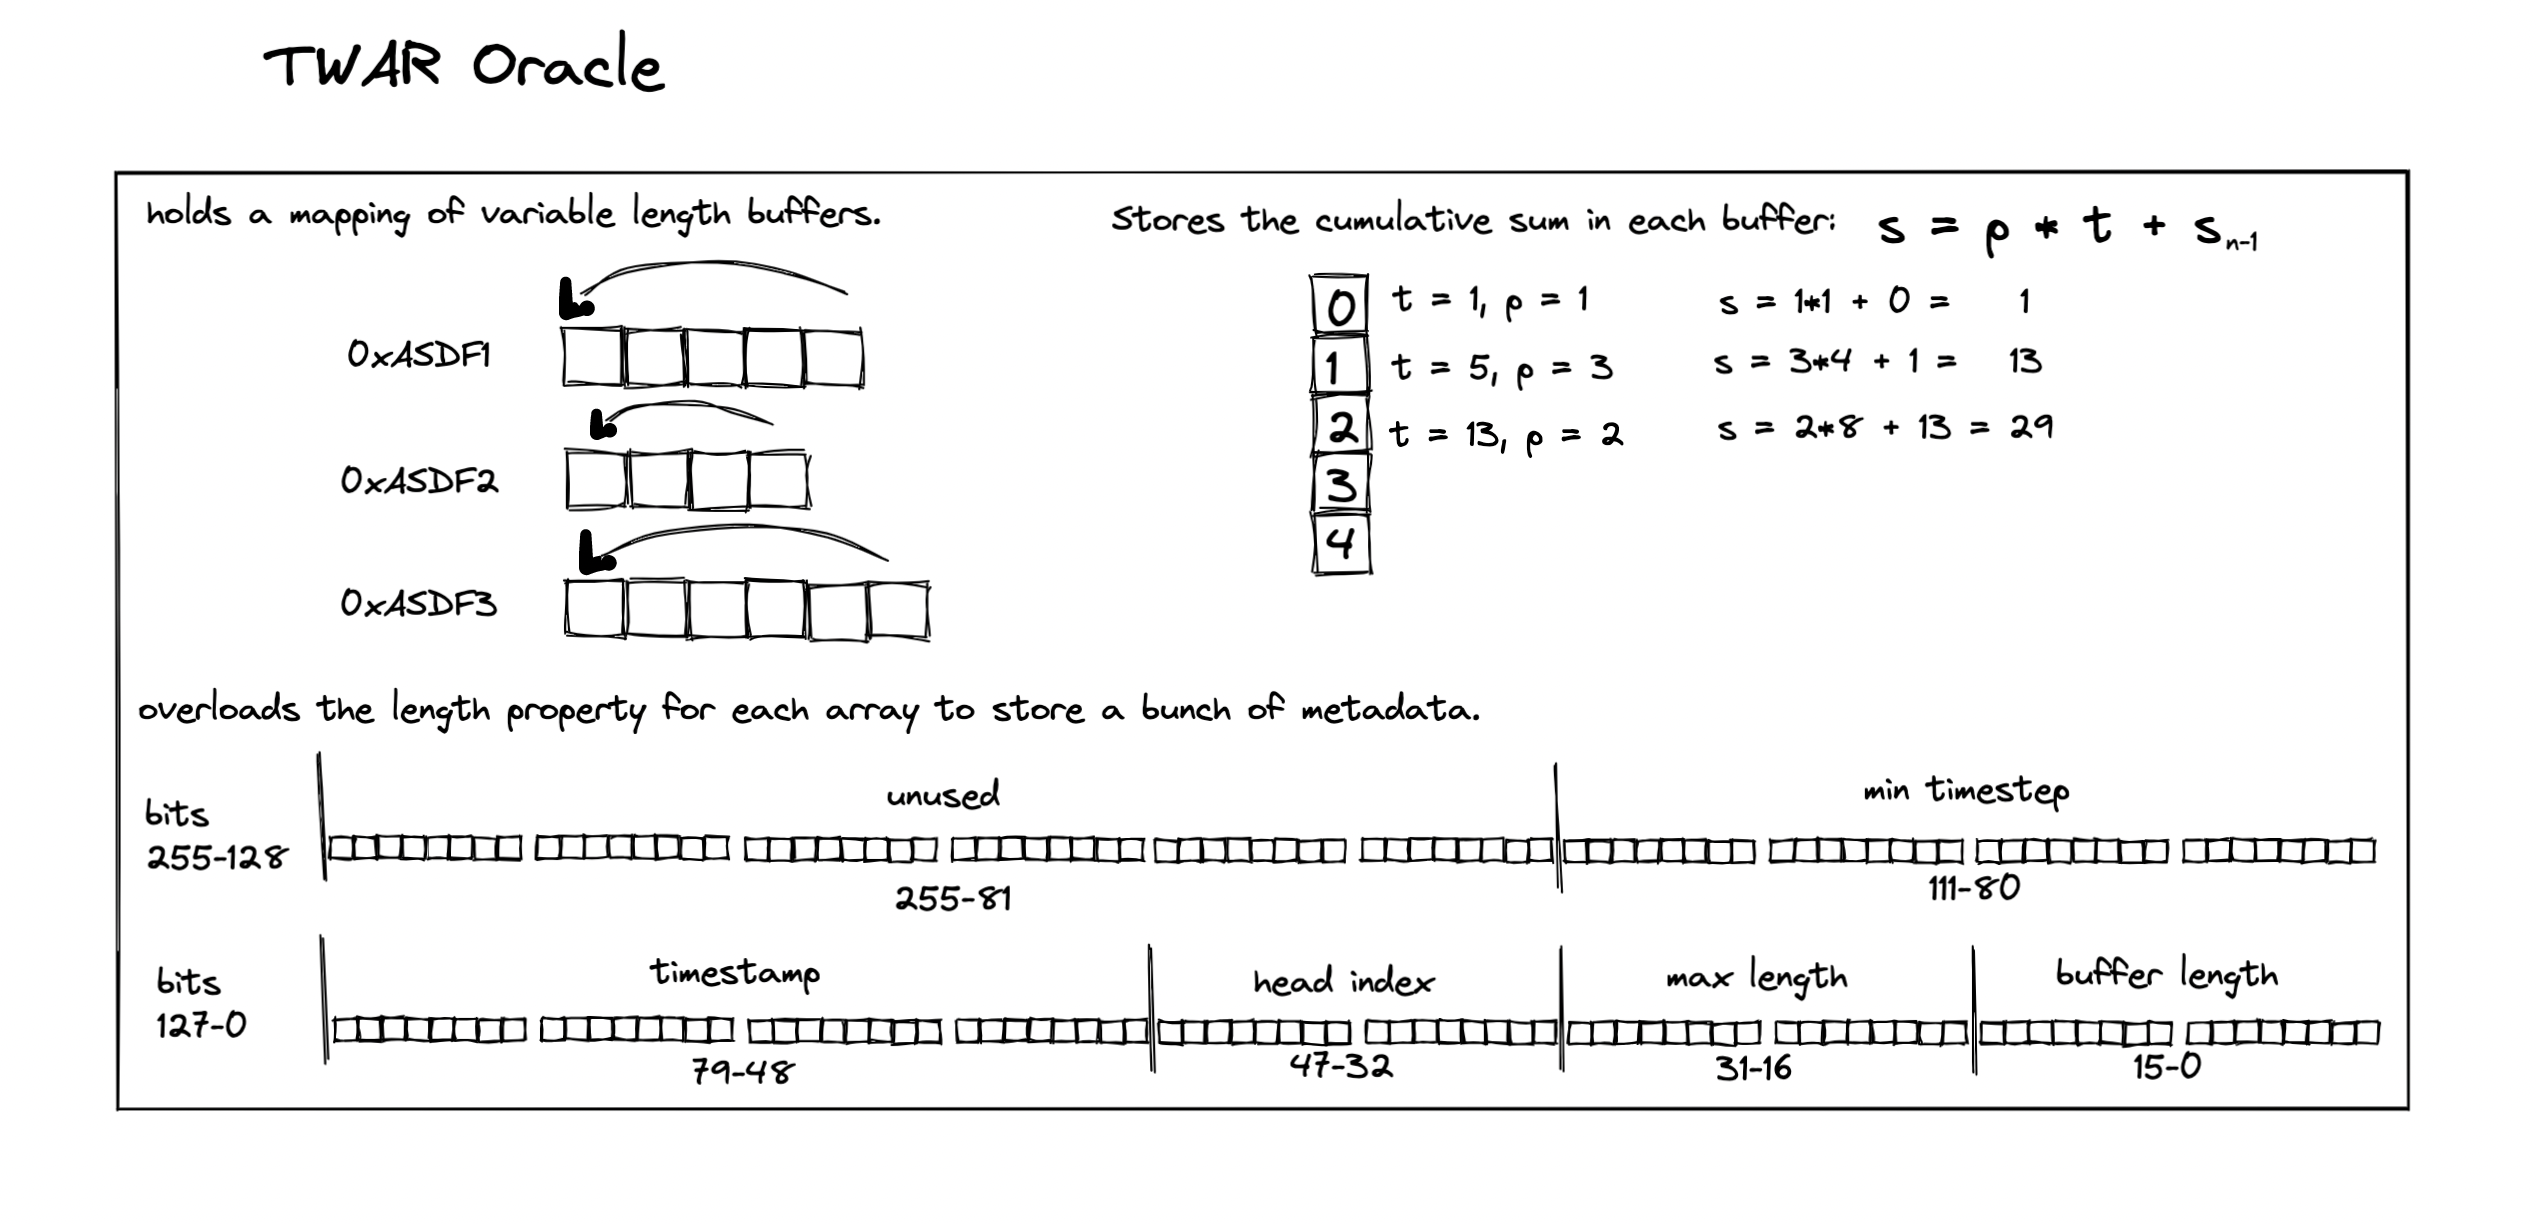 TWAR Oracle
holds a mapping of variable length buffers.
0xASDF1
0xASDF2
0xASDF3
Stores the cumulative sum in each buffer: s = p * t + s n-1
0 t = 1, p = 1 s = 1*1 + 0 = 1
1 t = 5, p = 3 s = 3*4 + 1 = 13
2 t = 13, p = 2 s = 2*8 + 13 = 29
3
4
overloads the length property for each array to store a bunch of metadata.
unused min timestep
bits
255-128
255-81 111-80
timestamp head index max length buffer length
bits
127-0
79-48 47-32 31-16 15-0